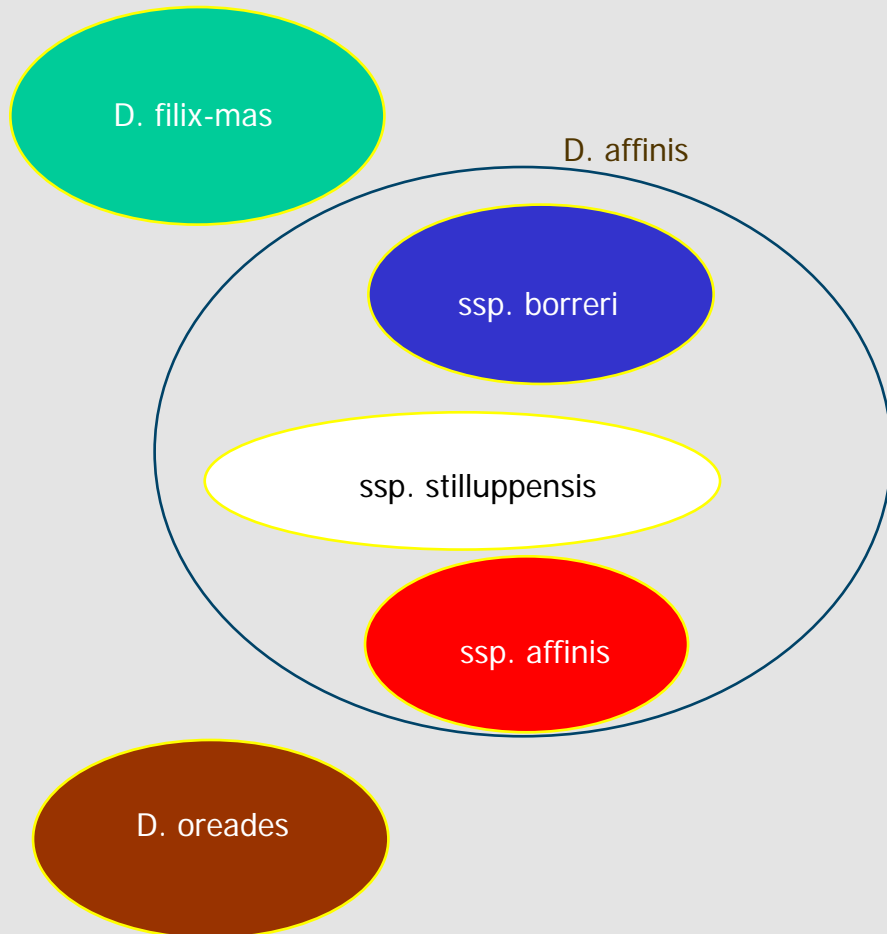 D. filix-mas
D. affinis
ssp. borreri
ssp. stilluppensis
ssp. affinis
D. oreades